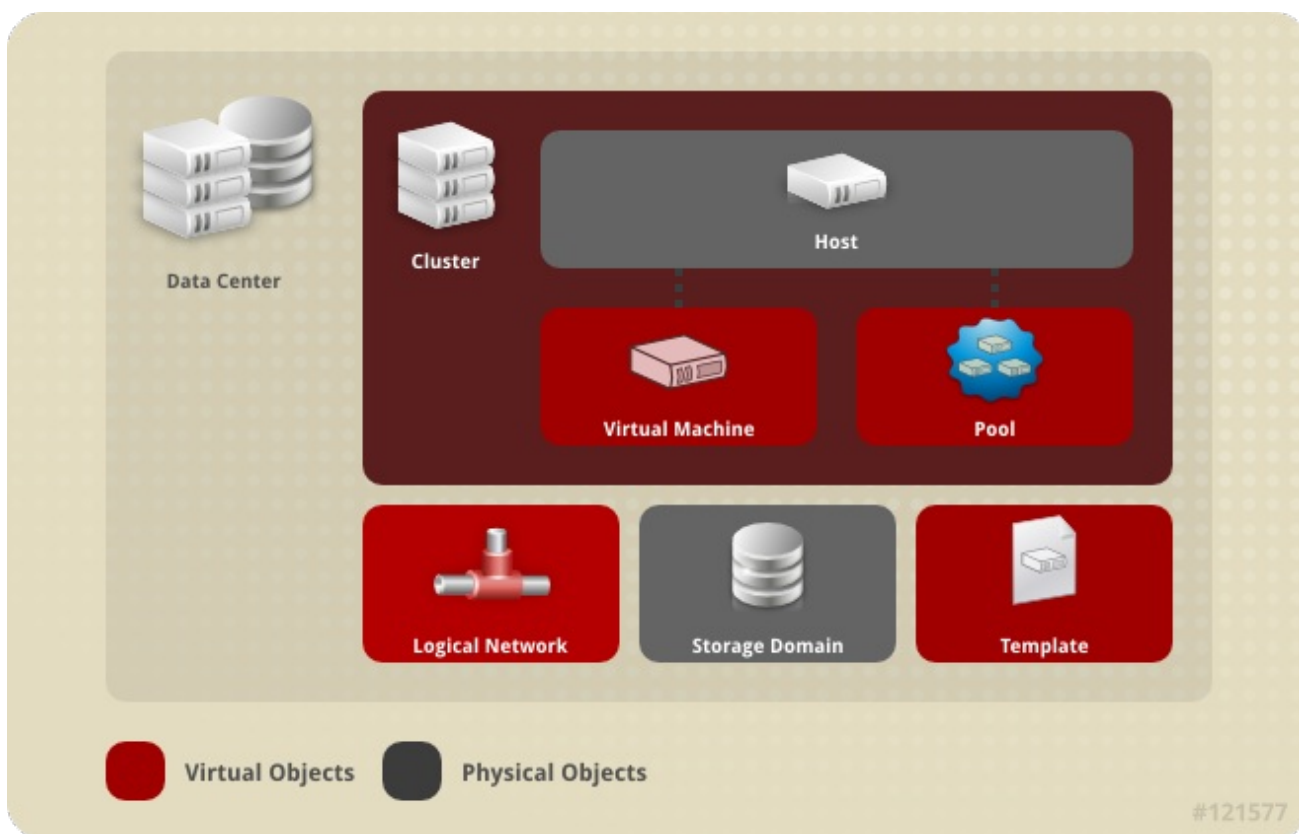 Data Center
Cluster
Host
Virtual Machine
Pool
Logical Network
Storage Domain
Template
Virtual Objects
Physical Objects
#121577